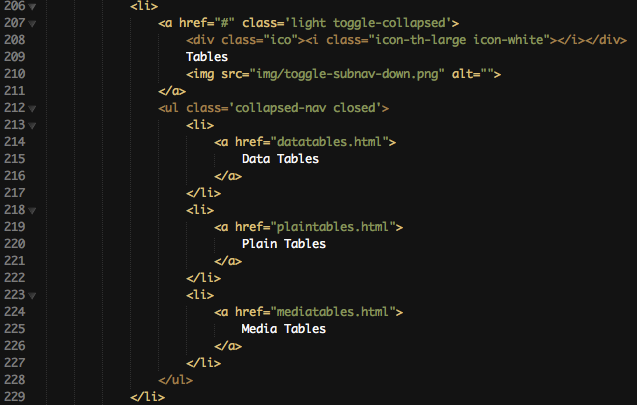 206 <li>
207 <a href="#" class='light toggle-collapsed'>
208 <div class="ico"><i class="icon-th-large icon-white"></i></div>
209 Tables
210 <img src="img/toggle-subnav-down.png" alt="">
211 </a>
212 <ul class='collapsed-nav closed'>
213 <li>
214 <a href="datatables.html">
215 Data Tables
216 </a>
217 </li>
218 <li>
219 <a href="plaintables.html">
220 Plain Tables
221 </a>
222 </li>
223 <li>
224 <a href="mediatables.html">
225 Media Tables
226 </a>
227 </li>
228 </ul>
229 </li>